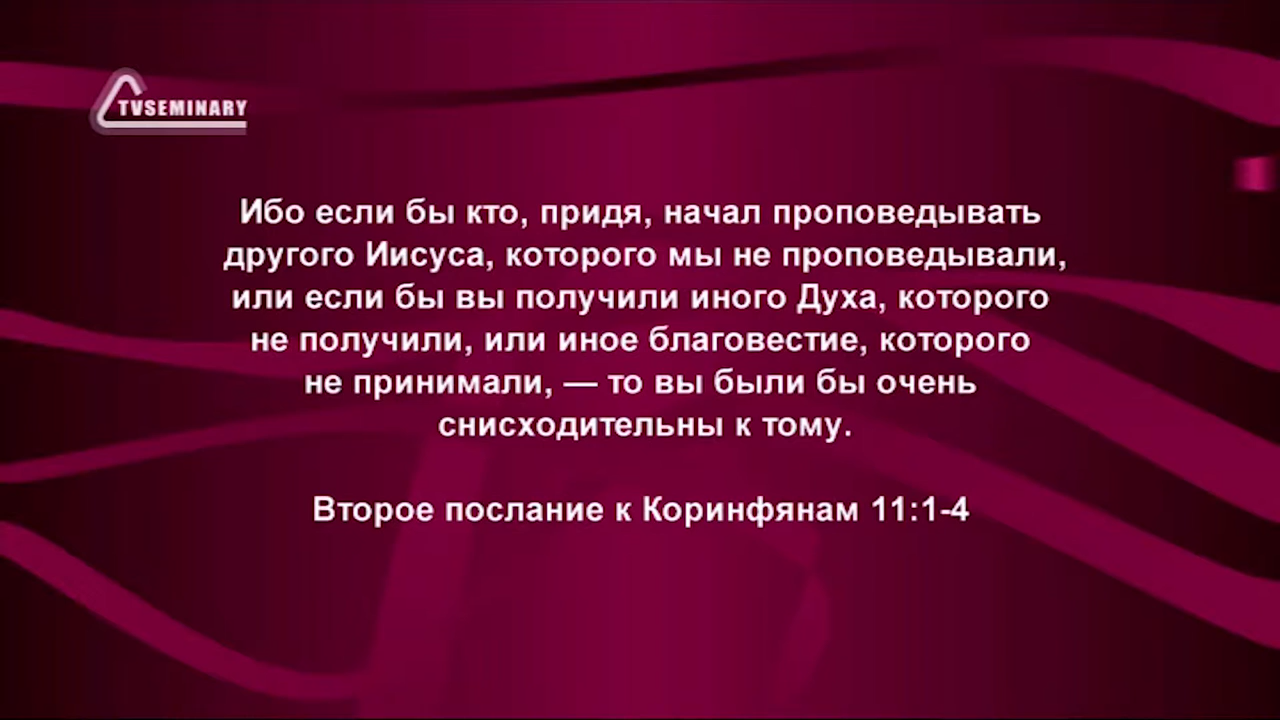 TVSEMINARY
Ибо если бы кто, придя, начал проповедывать
другого Иисуса, которого мы не проповедывали,
или если бы вы получили иного Духа, которого
не получили, или иное благовестие, которого
не принимали, — то вы были бы очень
снисходительны к тому.
Второе послание к Коринфянам 11:1-4